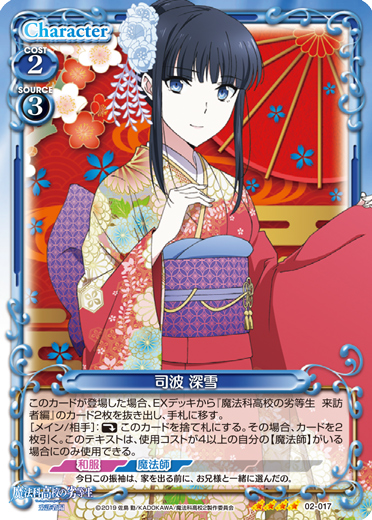 Character
COST
2
SOURCE
3
司波 深雪
このカードが登場した場合、EXデッキから『魔法科高校の劣等生 来訪
者編』のカード2枚を抜き出し、手札に移す。
[メイン/相手]: このカードを捨て札にする。その場合、カードを2
枚引く。このテキストは、使用コストが4以上の自分の【魔法師】がいる
場合にのみ使用できる。
和服 魔法師
今日この振袖は、家を出る前に、お兄様と一緒に選んだの。
魔法科高校の劣等生
来訪者編
©2019 佐島 勤/KADOKAWA/魔法科高校2製作委員会
02-017